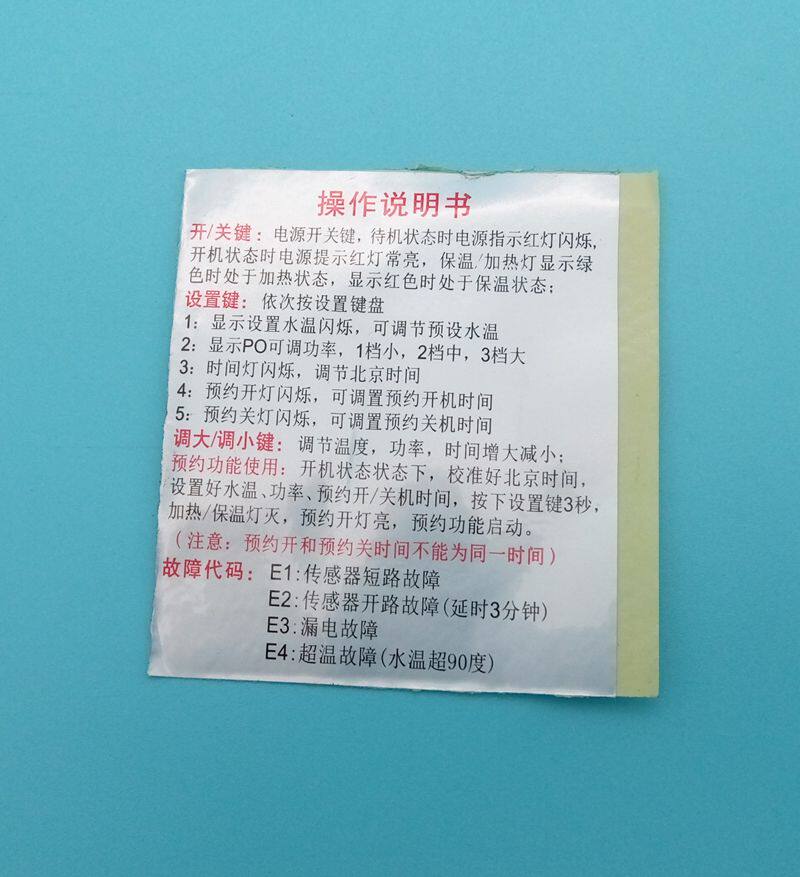 操作说明书
开/关键：电源开关键，待机状态时电源指示红灯闪烁，
开机状态时电源提示红灯常亮，保温/加热灯显示绿
色时处于加热状态，显示红色时处于保温状态；
设置键：依次按设置键盘
1：显示设置水温闪烁，可调节预设水温
2：显示PO可调功率，1档小，2档中，3档大
3：时间灯闪烁，调节北京时间
4：预约开灯闪烁，可调置预约开机时间
5：预约关灯闪烁，可调置预约关机时间
调大/调小键：调节温度，功率，时间增大减小；
预约功能使用：开机状态状态下，校准好北京时间，
设置好水温、功率、预约开/关机时间，按下设置键3秒，
加热/保温灯灭，预约开灯亮，预约功能启动。
（注意：预约开和预约关时间不能为同一时间）
故障代码：E1:传感器短路故障
E2:传感器开路故障(延时3分钟)
E3:漏电故障
E4:超温故障(水温超90度)